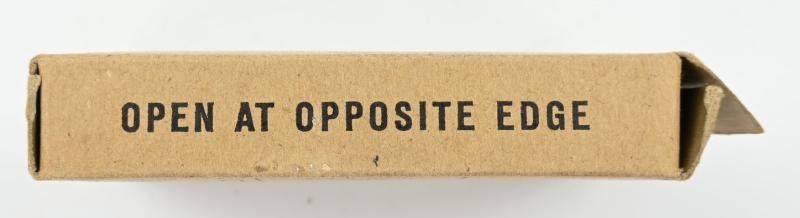 OPEN AT OPPOSITE EDGE